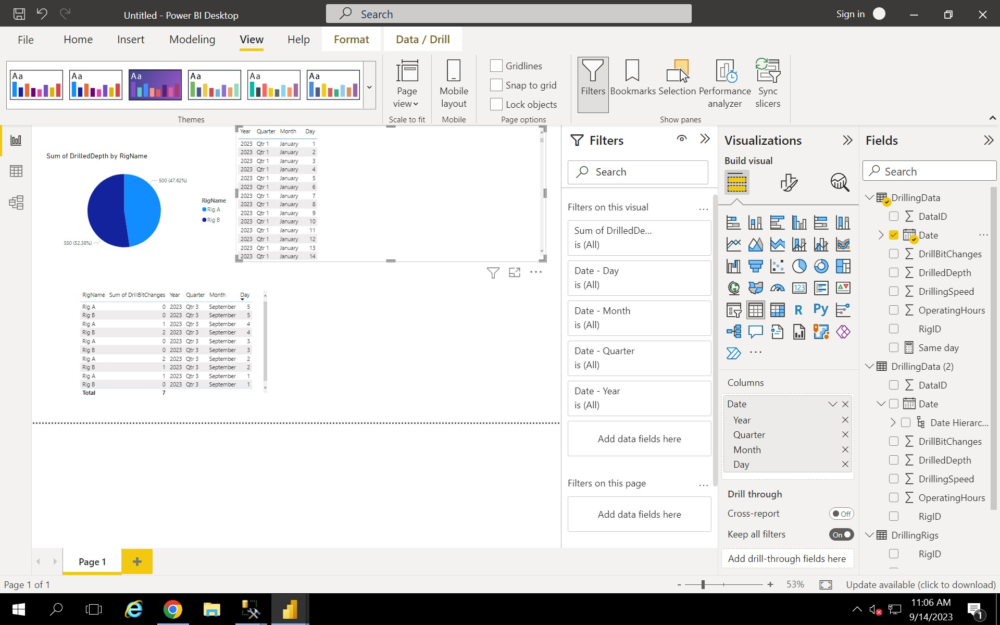 Untitled - Power BI Desktop
Search
Sign in
File Home Insert Modeling View Help Format Data / Drill
Aa Aa Aa Aa Aa Aa
Page view
Mobile layout
Gridlines
Snap to grid
Lock objects
Filters
Bookmarks
Selection
Performance analyzer
Sync slicers
Themes Scale to fit Mobile Page options Show panes
Sum of DrilledDepth by RigName
500 (47.62%)
550 (52.38%)
RigName
Rig A
Rig B
Year Quarter Month Day
2023 Qtr 1 January 1
2023 Qtr 1 January 2
2023 Qtr 1 January 3
2023 Qtr 1 January 4
2023 Qtr 1 January 5
2023 Qtr 1 January 6
2023 Qtr 1 January 7
2023 Qtr 1 January 8
2023 Qtr 1 January 9
2023 Qtr 1 January 10
2023 Qtr 1 January 11
2023 Qtr 1 January 12
2023 Qtr 1 January 13
2023 Qtr 1 January 14
RigName Sum of DrillBitChanges Year Quarter Month Day
Rig A 0 2023 Qtr 3 September 5
Rig B 0 2023 Qtr 3 September 5
Rig A 1 2023 Qtr 3 September 4
Rig B 2 2023 Qtr 3 September 4
Rig A 0 2023 Qtr 3 September 3
Rig B 0 2023 Qtr 3 September 3
Rig A 2 2023 Qtr 3 September 2
Rig B 1 2023 Qtr 3 September 2
Rig A 1 2023 Qtr 3 September 1
Rig B 0 2023 Qtr 3 September 1
Total 7
Filters
Search
Filters on this visual ...
Sum of DrilledDe...
is (All)
Date - Day
is (All)
Date - Month
is (All)
Date - Quarter
is (All)
Date - Year
is (All)
Add data fields here
Filters on this page ...
Add data fields here
Visualizations
Build visual
123
R Py
...
Columns
Date
Year
Quarter
Month
Day
Drill through
Cross-report Off
Keep all filters On
Add drill-through fields here
Fields
Search
DrillingData
DataID
Date ...
DrillBitChanges
DrilledDepth
DrillingSpeed
OperatingHours
RigID
Same day
DrillingData (2)
DataID
Date
Date Hierarc...
DrillBitChanges
DrilledDepth
DrillingSpeed
OperatingHours
RigID
DrillingRigs
RigID
Page 1 +
Page 1 of 1
- + 53%
Update available (click to download)
11:06 AM
9/14/2023
1